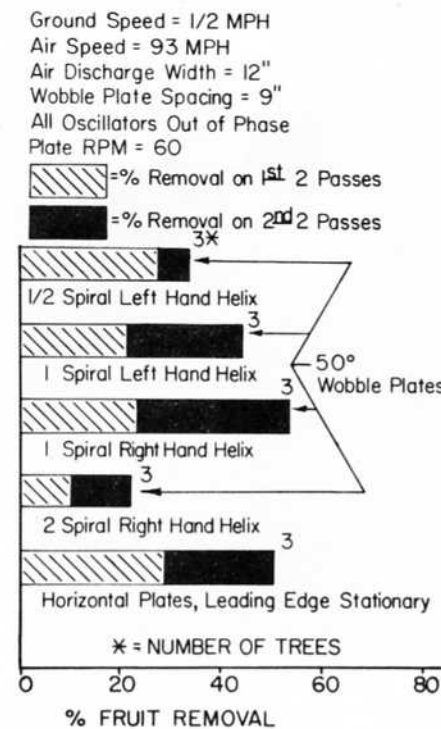 Ground Speed = 1/2 MPH
Air Speed = 93 MPH
Air Discharge Width = 12"
Wobble Plate Spacing = 9"
All Oscillators Out of Phase
Plate RPM = 60
=% Removal on 1st 2 Passes
=% Removal on 2nd 2 Passes
3*
1/2 Spiral Left Hand Helix
3
1 Spiral Left Hand Helix
50°
Wobble Plates
3
1 Spiral Right Hand Helix
3
2 Spiral Right Hand Helix
3
Horizontal Plates, Leading Edge Stationary
* = NUMBER OF TREES
0 20 40 60 80
% FRUIT REMOVAL